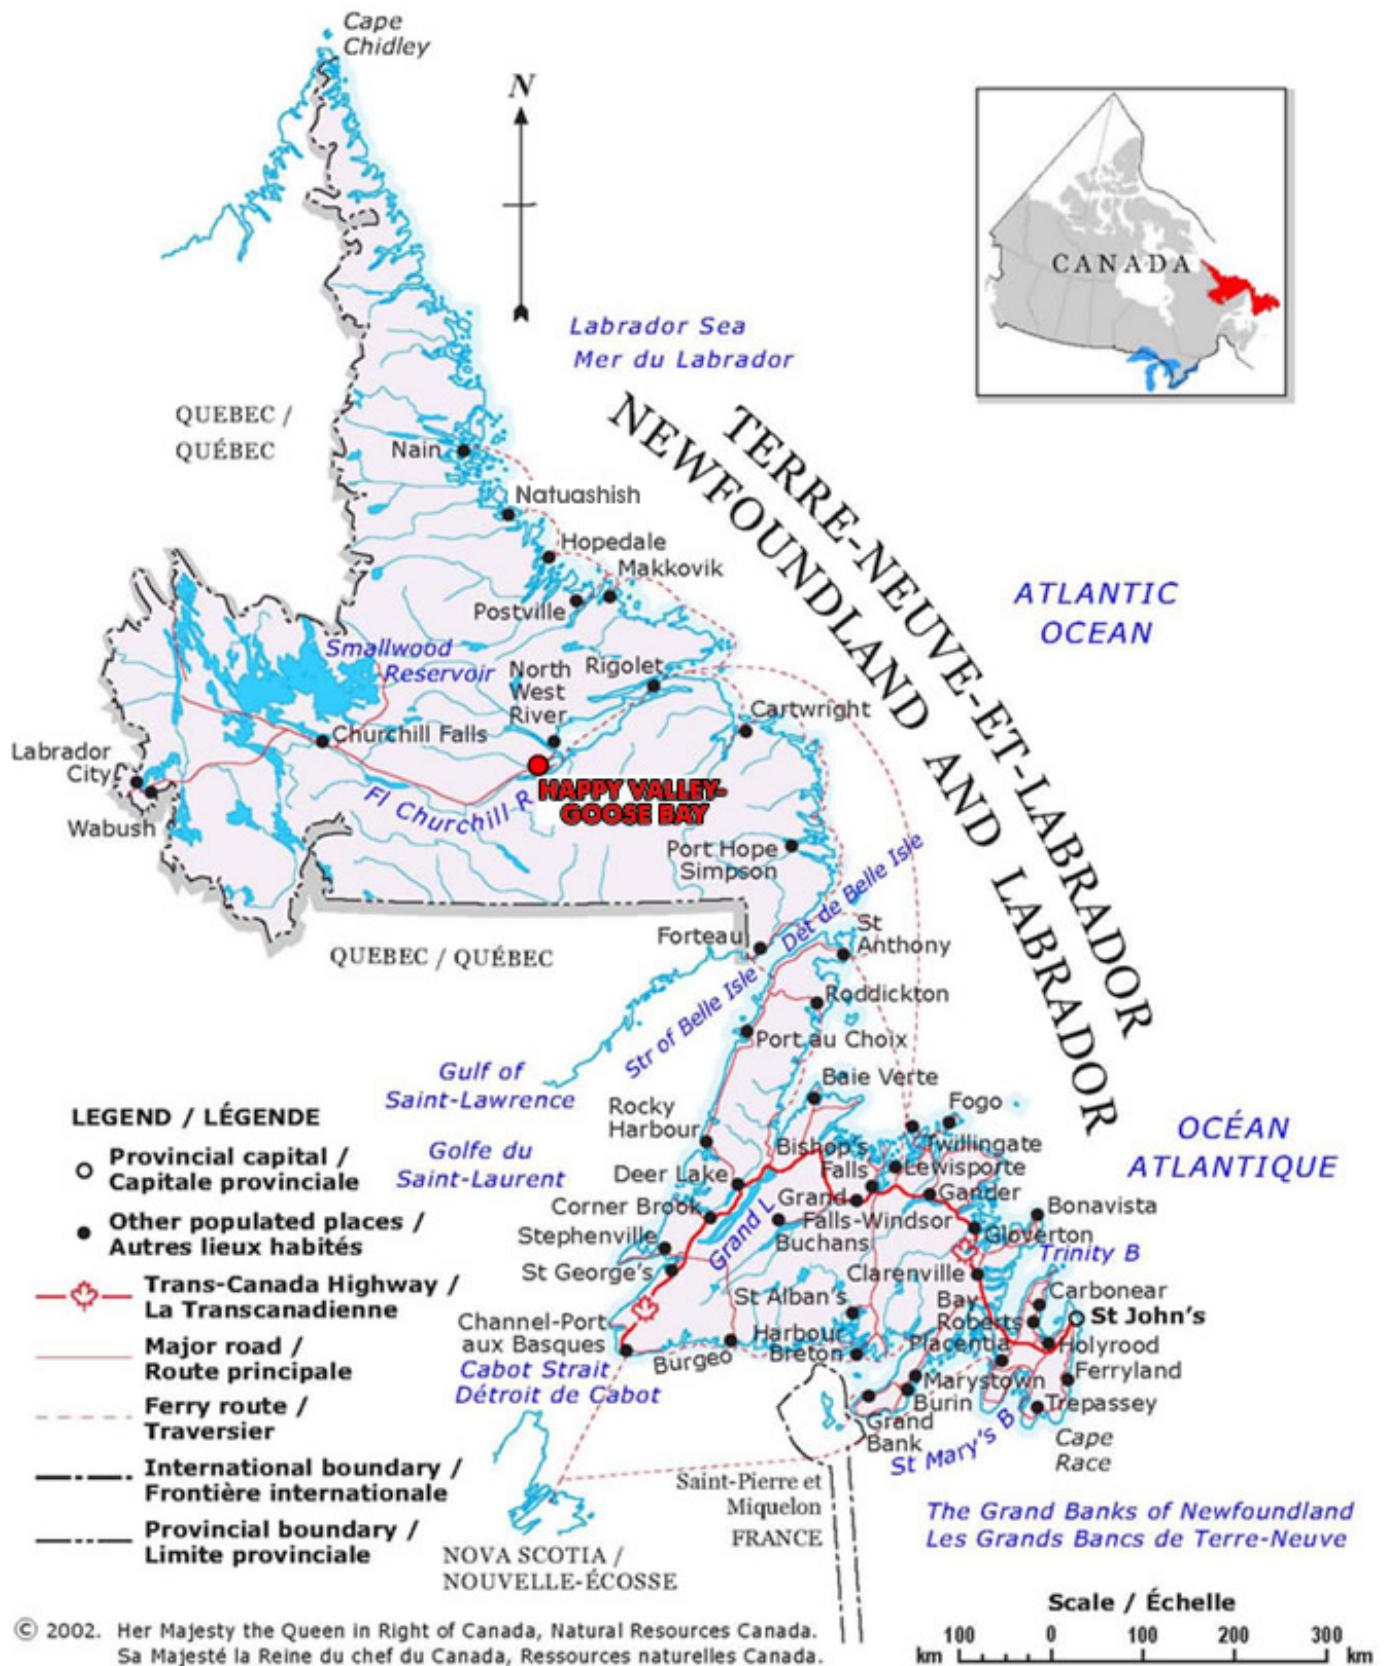 Cape
Chidley
N
CANADA
Labrador Sea
Mer du Labrador
QUEBEC /
QUÉBEC
TERRE-NEUVE-ET-LABRADOR
NEWFOUNDLAND AND LABRADOR
Nain
Natuashish
Hopedale
Makkovik
Postville
ATLANTIC
OCEAN
Smallwood
Reservoir
North
West
River
Rigolet
Cartwright
Churchill Falls
Labrador
City
Wabush
Fl Churchill R
HAPPY VALLEY-
GOOSE BAY
Port Hope
Simpson
Dét de Belle Isle
Str of Belle Isle
Forteau
St
Anthony
QUEBEC / QUÉBEC
Roddickton
Port au Choix
Gulf of
Saint-Lawrence
Golfe du
Saint-Laurent
Baie Verte
Fogo
Rocky
Harbour
Twillingate
Bishop's
Falls
Lewisporte
Deer Lake
Gander
Grand
Falls-Windsor
Corner Brook
Grand L
Buchans
Bonavista
Gloverton
Stephenville
Trinity B
St George's
Clarenville
Carbonear
St Alban's
Bay
Roberts
St John's
Channel-Port
aux Basques
Harbour
Breton
Placentia
Holyrood
Burgeo
Ferryland
Marystown
Burin
Trepassey
Grand
Bank
St Mary's B
Cape
Race
Cabot Strait
Détroit de Cabot
OCÉAN
ATLANTIQUE
Saint-Pierre et
Miquelon
FRANCE
The Grand Banks of Newfoundland
Les Grands Bancs de Terre-Neuve
NOVA SCOTIA /
NOUVELLE-ÉCOSSE
LEGEND / LÉGENDE
Provincial capital /
Capitale provinciale
Other populated places /
Autres lieux habités
Trans-Canada Highway /
La Transcanadienne
Major road /
Route principale
Ferry route /
Traversier
International boundary /
Frontière internationale
Provincial boundary /
Limite provinciale
Scale / Échelle
km 100 0 100 200 300 km
© 2002. Her Majesty the Queen in Right of Canada, Natural Resources Canada.
Sa Majesté la Reine du chef du Canada, Ressources naturelles Canada.